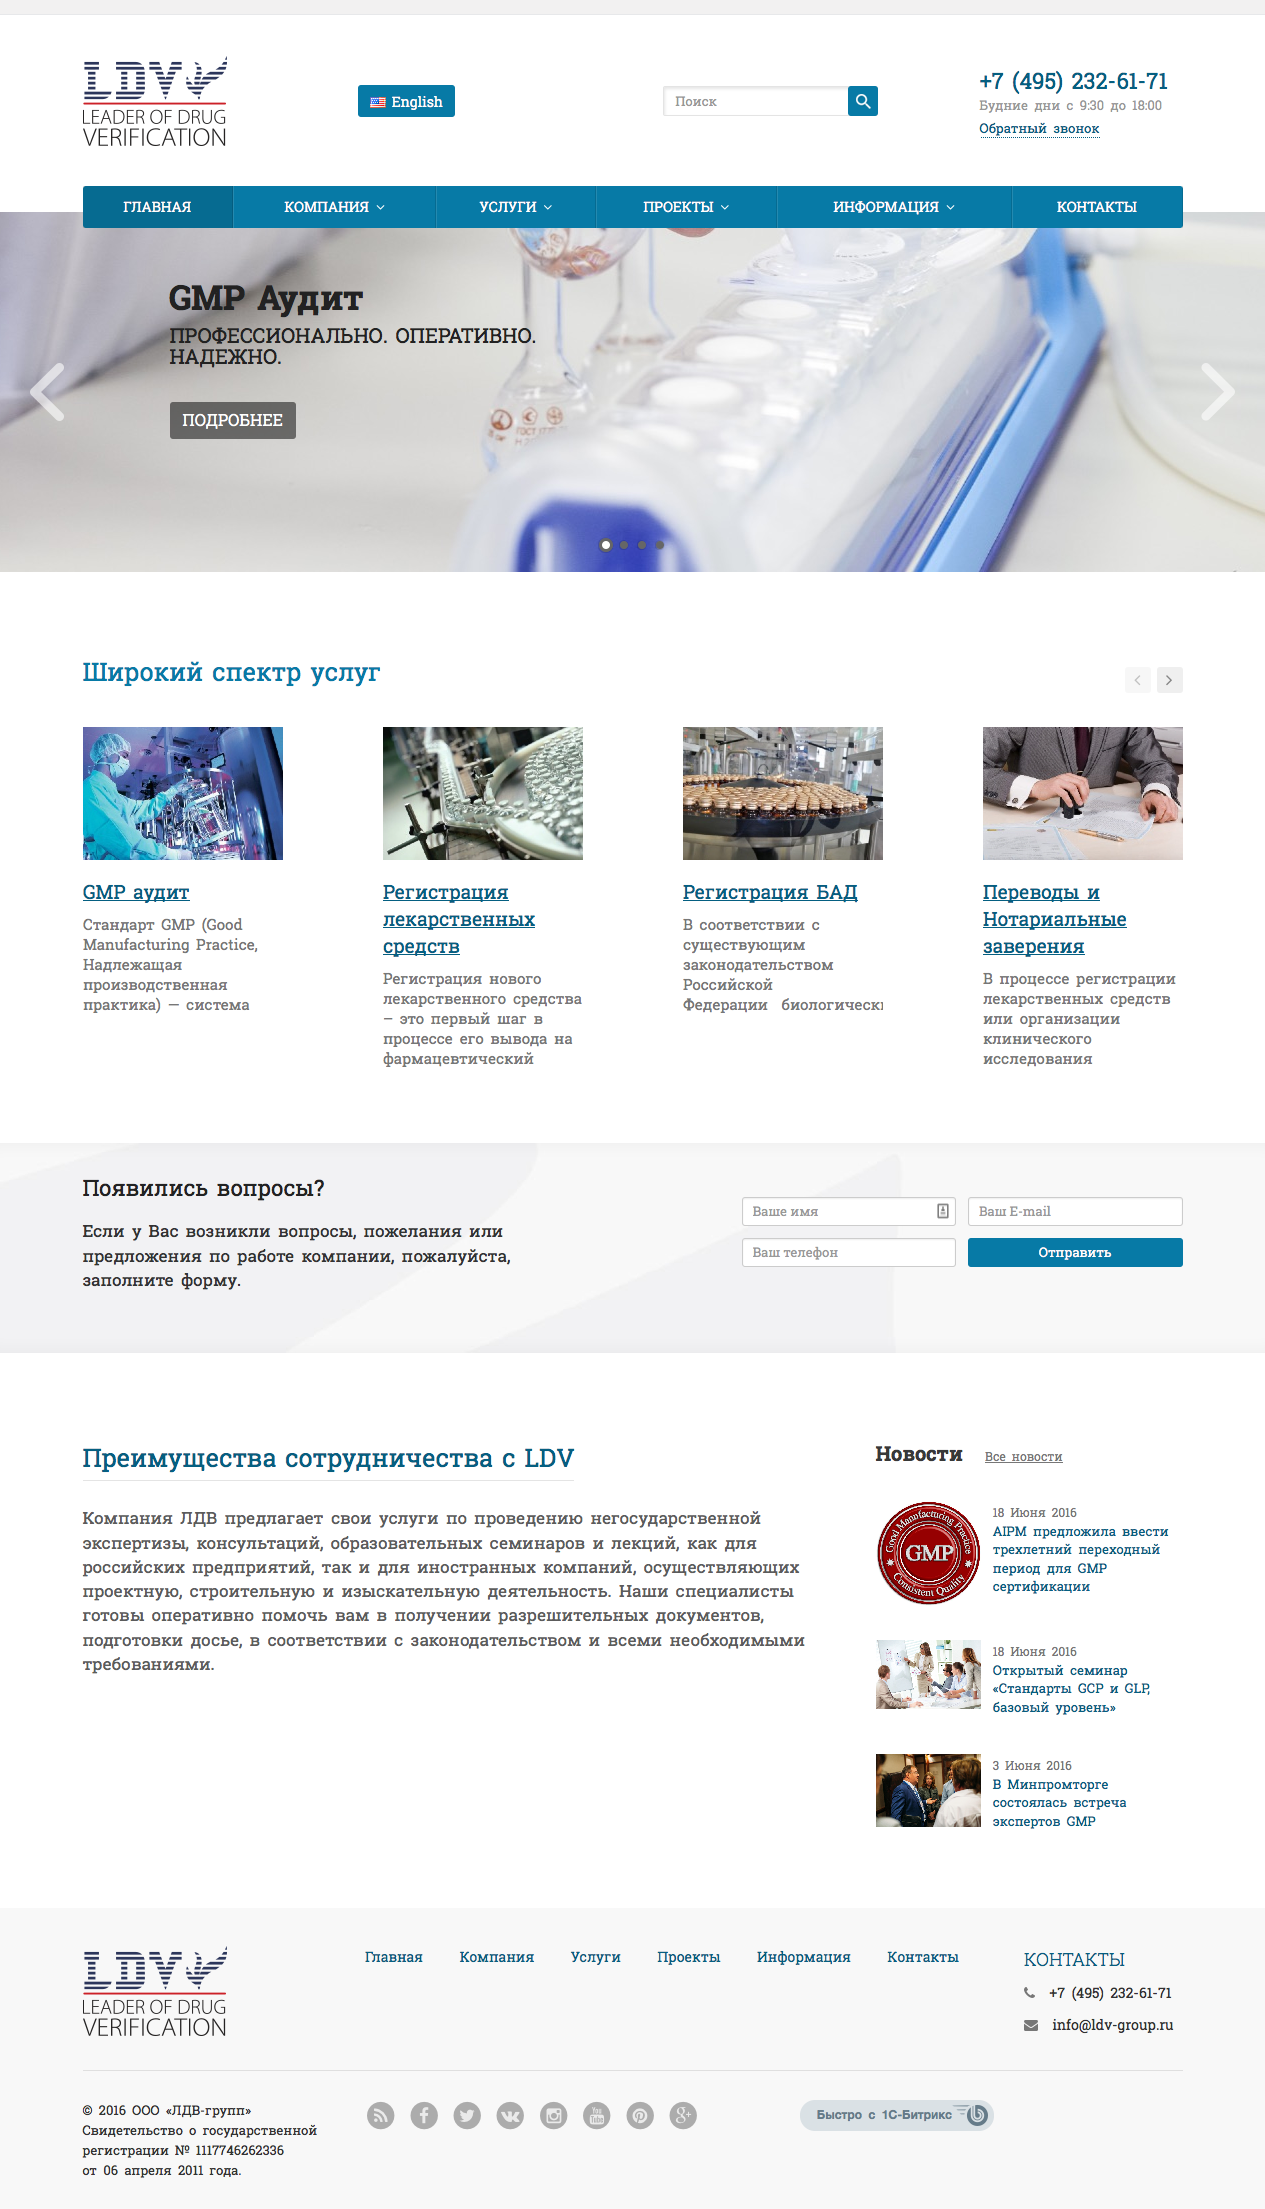 LDV
LEADER OF DRUG
VERIFICATION
English
Поиск
+7 (495) 232-61-71
Будние дни с 9:30 до 18:00
Обратный звонок
ГЛАВНАЯ
КОМПАНИЯ
УСЛУГИ
ПРОЕКТЫ
ИНФОРМАЦИЯ
КОНТАКТЫ
GMP Аудит
ПРОФЕССИОНАЛЬНО. ОПЕРАТИВНО.
НАДЕЖНО.
ПОДРОБНЕЕ
Широкий спектр услуг
GMP аудит
Стандарт GMP (Good
Manufacturing Practice,
Надлежащая
производственная
практика) — система
Регистрация
лекарственных
средств
Регистрация нового
лекарственного средства
– это первый шаг в
процессе его вывода на
фармацевтический
Регистрация БАД
В соответствии с
существующим
законодательством
Российской
Федерации биологически
Переводы и
Нотариальные
заверения
В процессе регистрации
лекарственных средств
или организации
клинического
исследования
Появились вопросы?
Если у Вас возникли вопросы, пожелания или
предложения по работе компании, пожалуйста,
заполните форму.
Ваше имя
Ваш E-mail
Ваш телефон
Отправить
Преимущества сотрудничества с LDV
Компания ЛДВ предлагает свои услуги по проведению негосударственной
экспертизы, консультаций, образовательных семинаров и лекций, как для
российских предприятий, так и для иностранных компаний, осуществляющих
проектную, строительную и изыскательную деятельность. Наши специалисты
готовы оперативно помочь вам в получении разрешительных документов,
подготовки досье, в соответствии с законодательством и всеми необходимыми
требованиями.
Новости
Все новости
Good Manufacturing Practice
GMP
Consistent Quality
18 Июня 2016
AIPM предложила ввести
трехлетний переходный
период для GMP
сертификации
18 Июня 2016
Открытый семинар
«Стандарты GCP и GLP,
базовый уровень»
3 Июня 2016
В Минпромторге
состоялась встреча
экспертов GMP
LDV
LEADER OF DRUG
VERIFICATION
Главная
Компания
Услуги
Проекты
Информация
Контакты
КОНТАКТЫ
+7 (495) 232-61-71
info@ldv-group.ru
© 2016 ООО «ЛДВ-групп»
Свидетельство о государственной
регистрации № 1117746262336
от 06 апреля 2011 года.
You Tube
Быстро с 1С-Битрикс